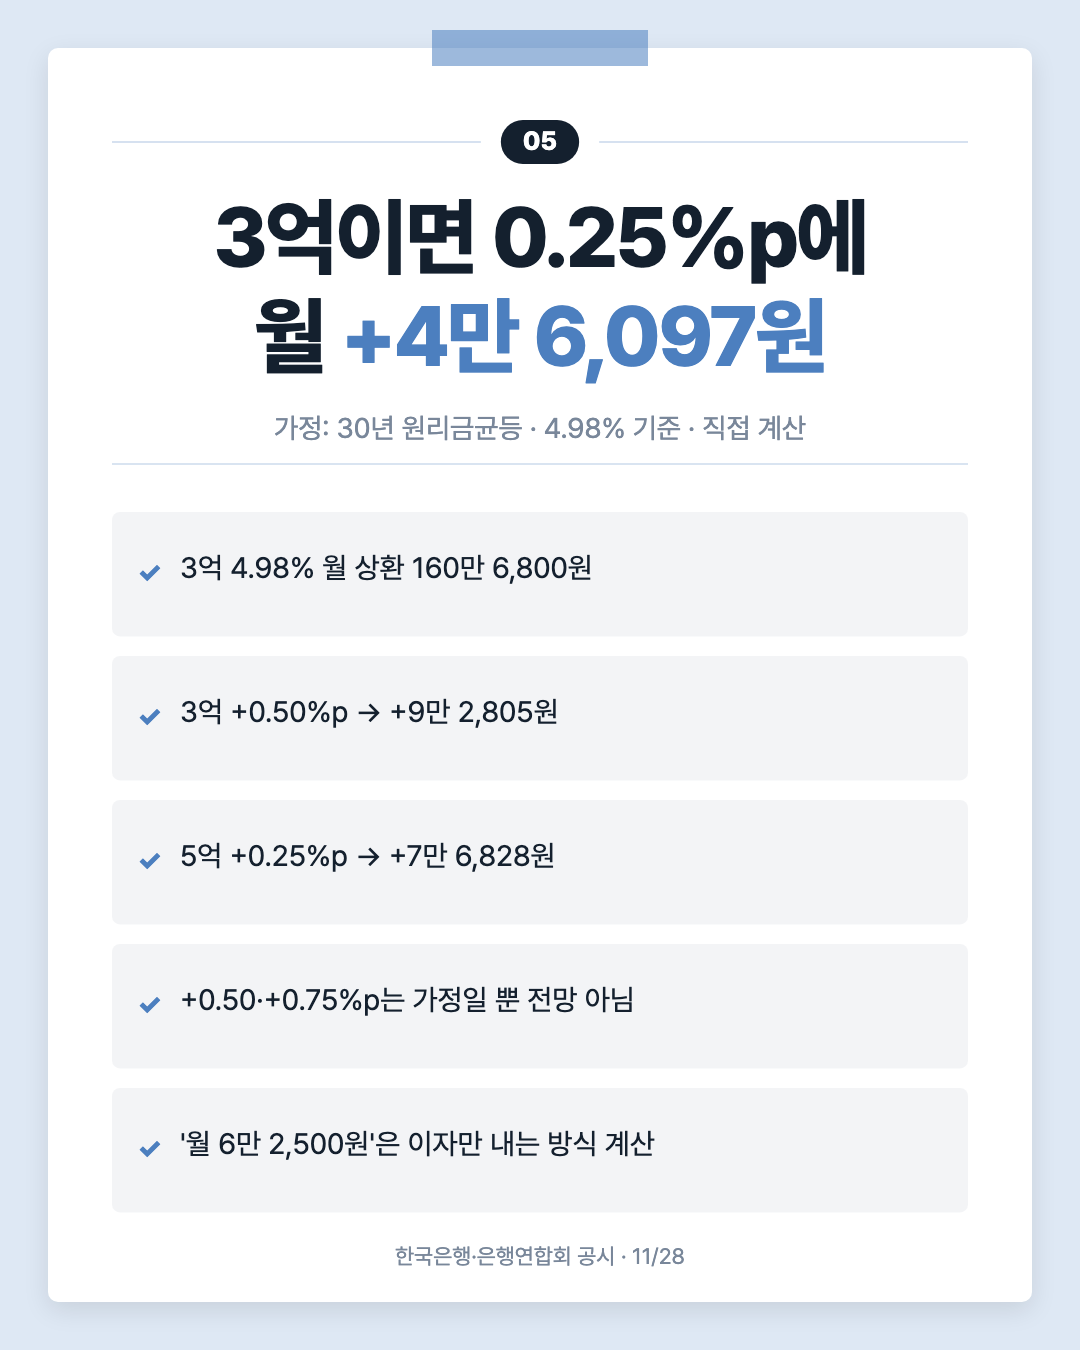 05
3억이면 0.25%p에
월 +4만 6,097원
가정: 30년 원리금균등 · 4.98% 기준 · 직접 계산
3억 4.98% 월 상환 160만 6,800원
3억 +0.50%p → +9만 2,805원
5억 +0.25%p → +7만 6,828원
+0.50·+0.75%p는 가정일 뿐 전망 아님
'월 6만 2,500원'은 이자만 내는 방식 계산
한국은행·은행연합회 공시 · 11/28